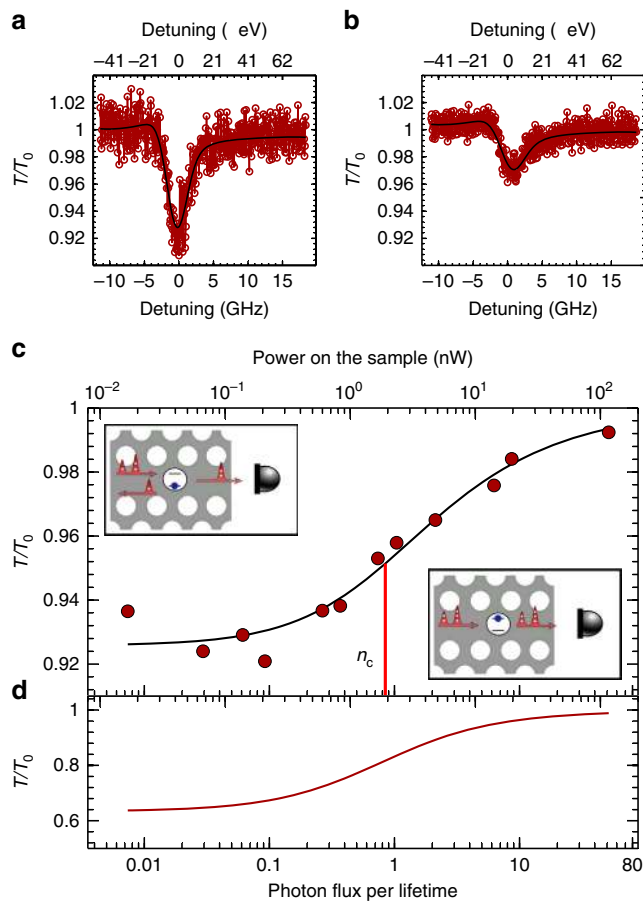 a
Detuning ( eV)
–41 –21 0 21 41 62
1.02
1
0.98
0.96
0.94
0.92
T/T0
–10 –5 0 5 10 15
Detuning (GHz)
b
Detuning ( eV)
–41 –21 0 21 41 62
1.02
1
0.98
0.96
0.94
0.92
T/T0
–10 –5 0 5 10 15
Detuning (GHz)
c
Power on the sample (nW)
10–2 10–1 100 101 102
1
0.98
0.96
0.94
0.92
T/T0
nc
d
1
0.8
0.6
T/T0
0.01 0.1 1 10 80
Photon flux per lifetime